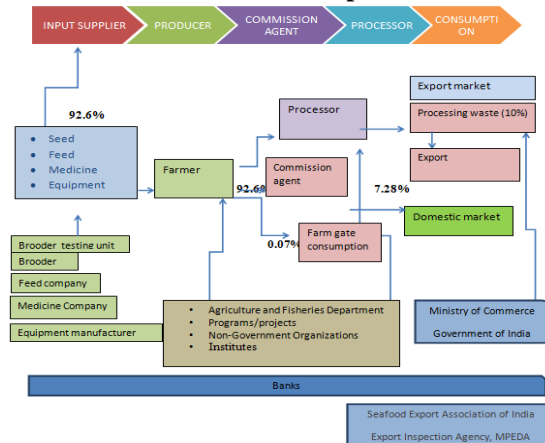 INPUT SUPPLIER
PRODUCER
COMMISSION
AGENT
PROCESSOR
CONSUMPTI
ON
92.6%
Seed
Feed
Medicine
Equipment
Farmer
Processor
92.6%
Commission
agent
7.28%
0.07%
Farm gate
consumption
Export market
Processing waste (10%)
Export
Domestic market
Brooder testing unit
Brooder
Feed company
Medicine Company
Equipment manufacturer
Agriculture and Fisheries Department
Programs/projects
Non-Government Organizations
Institutes
Ministry of Commerce
Government of India
Banks
Seafood Export Association of India
Export Inspection Agency, MPEDA